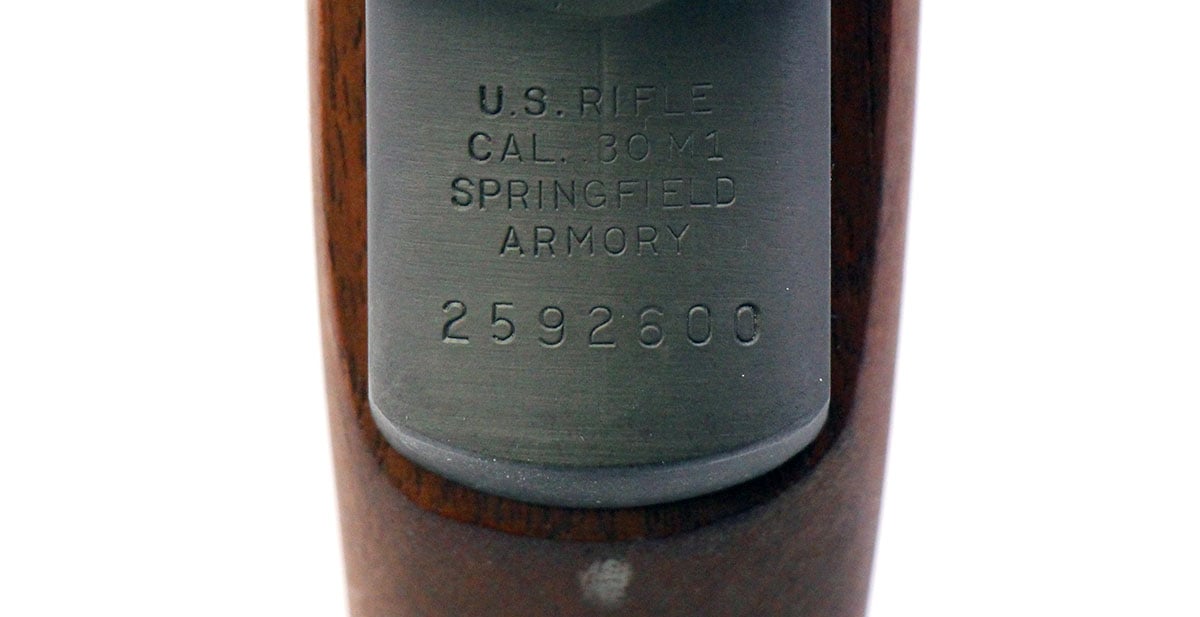 U.S. RIFLE
CAL. .30 M1
SPRINGFIELD
ARMORY
2592600